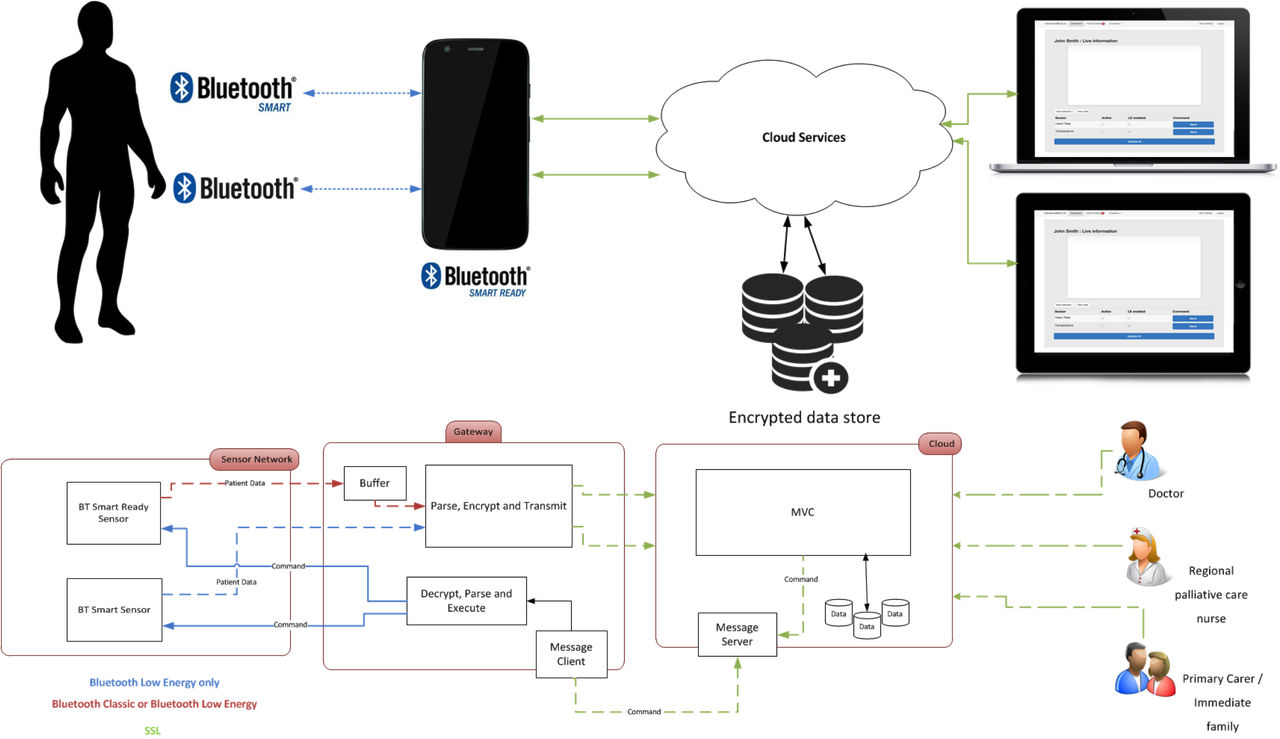 Bluetooth®
SMART
Bluetooth®
Bluetooth®
SMART READY
Cloud Services
Encrypted data store
John Smith : Live information
Sensor Active LE enabled Command
Heart Rate
Temperature
Update All
John Smith : Live information
Sensor Active LE enabled Command
Heart Rate
Temperature
Update All
Sensor Network
Gateway
Cloud
BT Smart Ready
Sensor
BT Smart Sensor
Patient Data
Patient Data
Command
Command
Buffer
Parse, Encrypt and Transmit
Decrypt, Parse and
Execute
Message
Client
MVC
Command
Data
Data
Data
Message
Server
Command
Doctor
Regional
palliative care
nurse
Primary Carer /
Immediate
family
Bluetooth Low Energy only
Bluetooth Classic or Bluetooth Low Energy
SSL